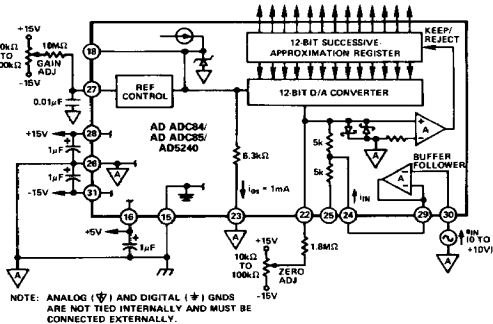 +15V
10kΩ
TO
100kΩ
-15V
10MΩ
GAIN
ADJ
0.01μF
18
27
REF
CONTROL
12-BIT SUCCESSIVE-
APPROXIMATION REGISTER
KEEP/
REJECT
12-BIT D/A CONVERTER
AD ADC84/
AD ADC85/
AD5240
+15V
28
1μF
26
A
1μF
-15V
31
6.3kΩ
iOS = 1mA
5k
5k
iIN
A
A
BUFFER
FOLLOWER
A
16
15
23
22
25
24
29
30
+5V
1μF
A
A
+15V
10kΩ
TO
100kΩ
-15V
1.8MΩ
ZERO
ADJ
eIN
(0 TO
+10V)
A
NOTE: ANALOG (A) AND DIGITAL (⏚) GNDS
ARE NOT TIED INTERNALLY AND MUST BE
CONNECTED EXTERNALLY.